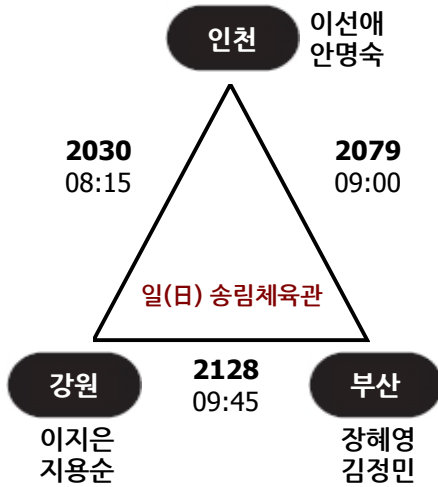 인천
이선애
안명숙
2030
08:15
2079
09:00
일(日) 송림체육관
강원
2128
09:45
부산
이지은
지용순
장혜영
김정민